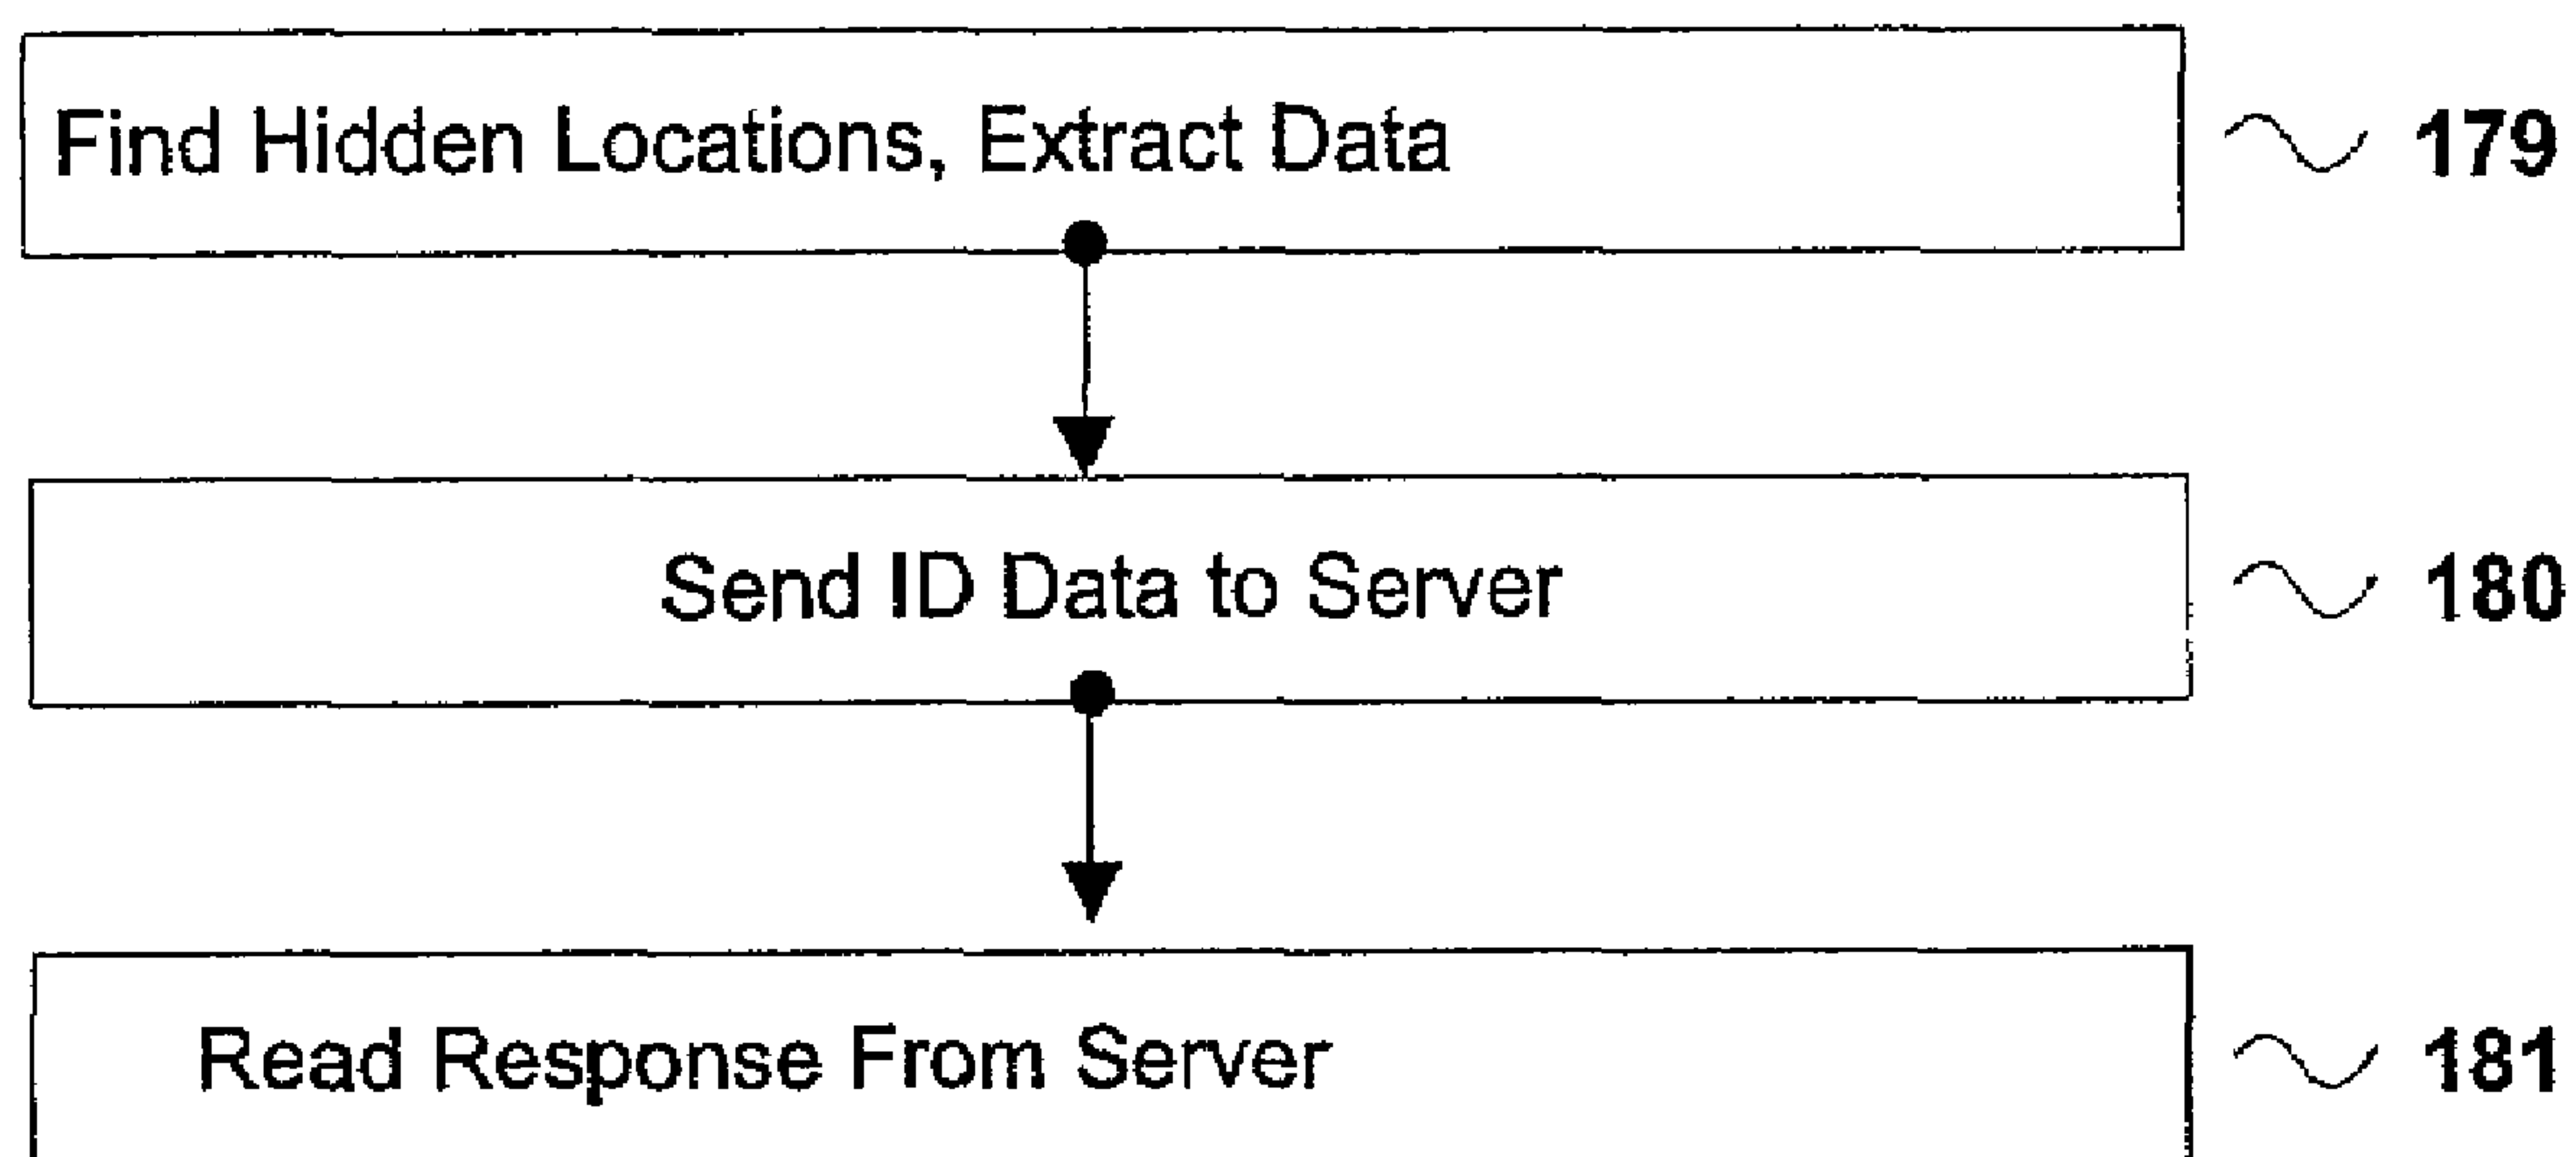 Find Hidden Locations, Extract Data 179
Send ID Data to Server 180
Read Response From Server 181